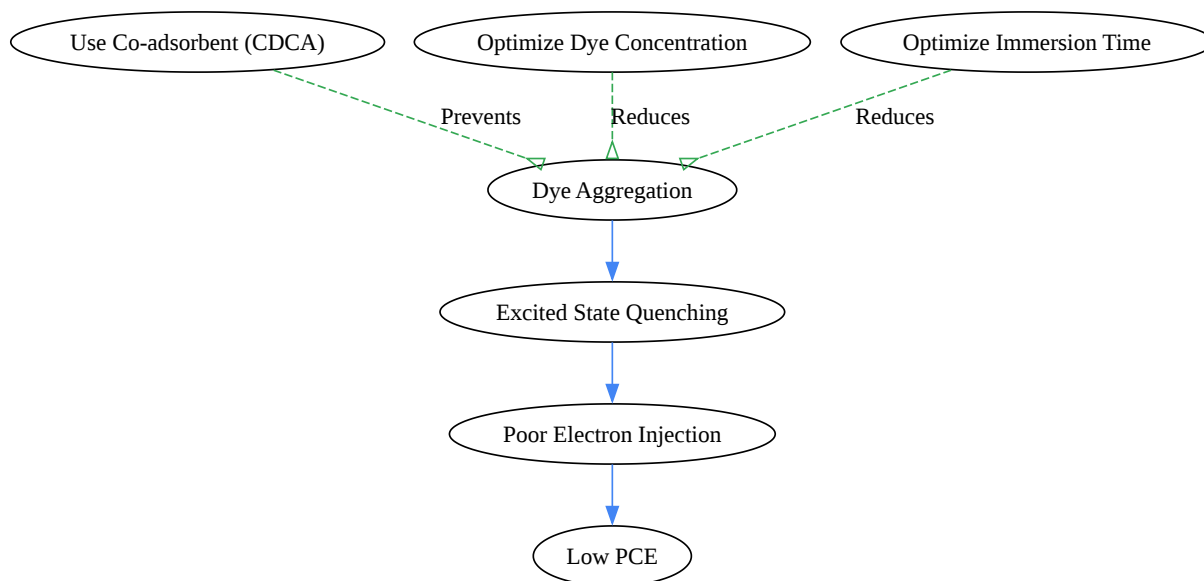 Use Co-adsorbent (CDCA)
Optimize Dye Concentration
Optimize Immersion Time
Prevents
Reduces
Reduces
Dye Aggregation
Excited State Quenching
Poor Electron Injection
Low PCE